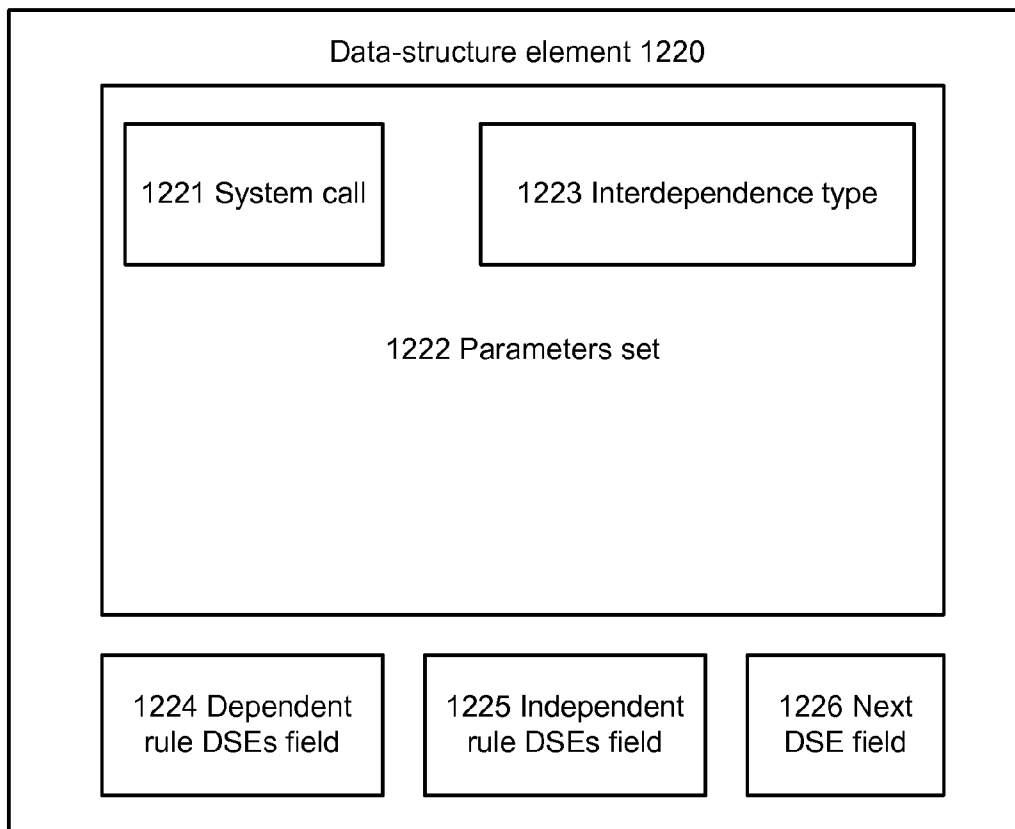 Data-structure element 1220
1221 System call
1223 Interdependence type
1222 Parameters set
1224 Dependent
rule DSEs field
1225 Independent
rule DSEs field
1226 Next
DSE field